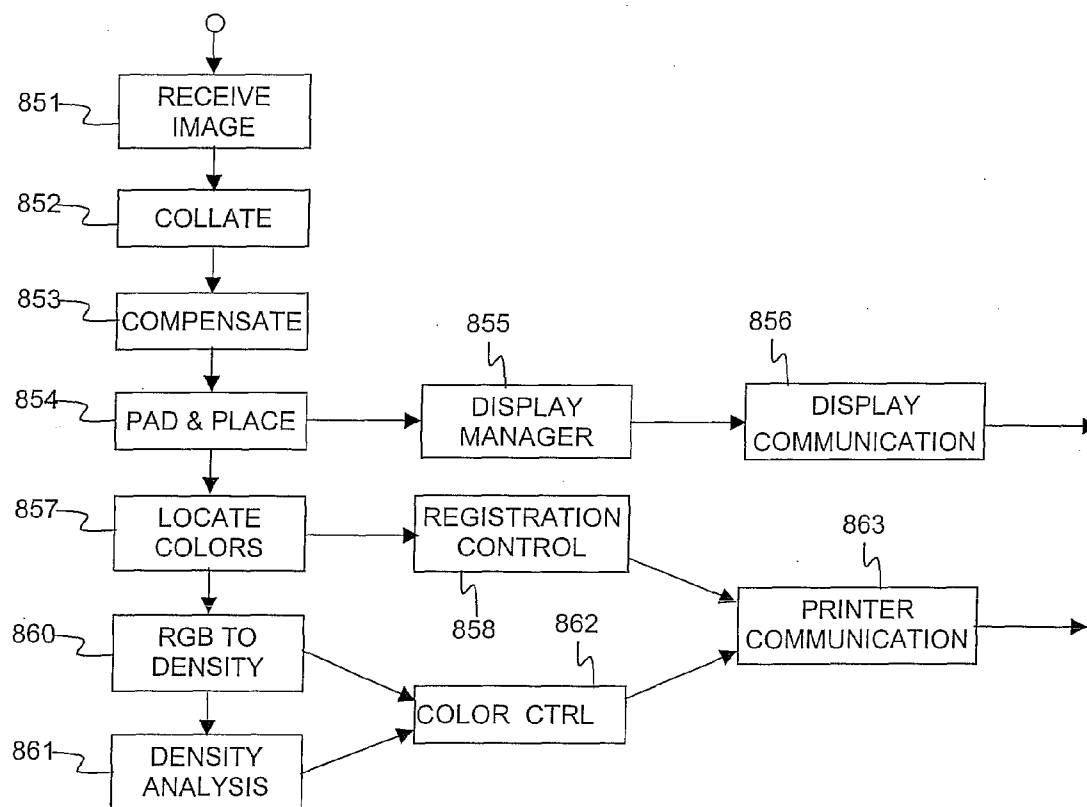 851
RECEIVE
IMAGE
852
COLLATE
853
COMPENSATE
854
PAD & PLACE
855
DISPLAY
MANAGER
856
DISPLAY
COMMUNICATION
857
LOCATE
COLORS
REGISTRATION
CONTROL
858
863
PRINTER
COMMUNICATION
860
RGB TO
DENSITY
862
COLOR CTRL
861
DENSITY
ANALYSIS